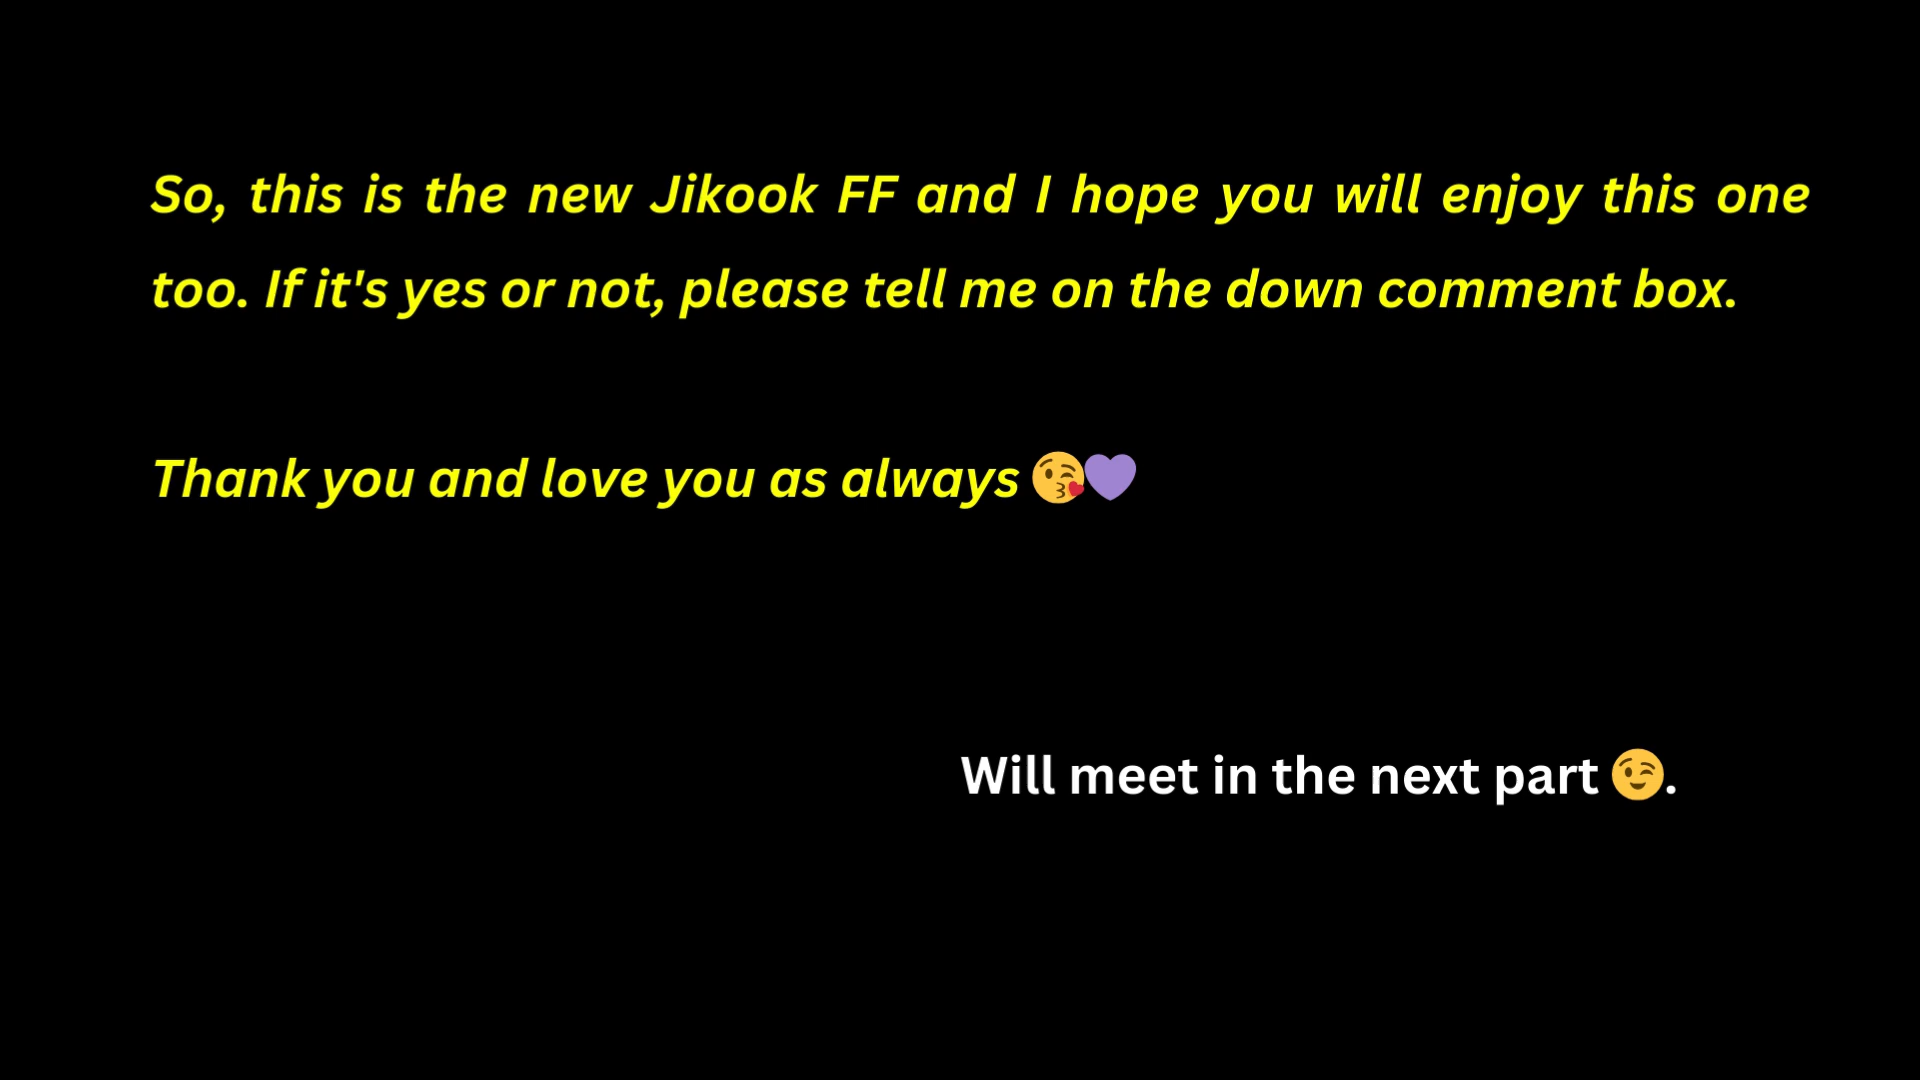 So, this is the new Jikook FF and I hope you will enjoy this one
too. If it's yes or not, please tell me on the down comment box.
Thank you and love you as always 😘💜
Will meet in the next part 😉.